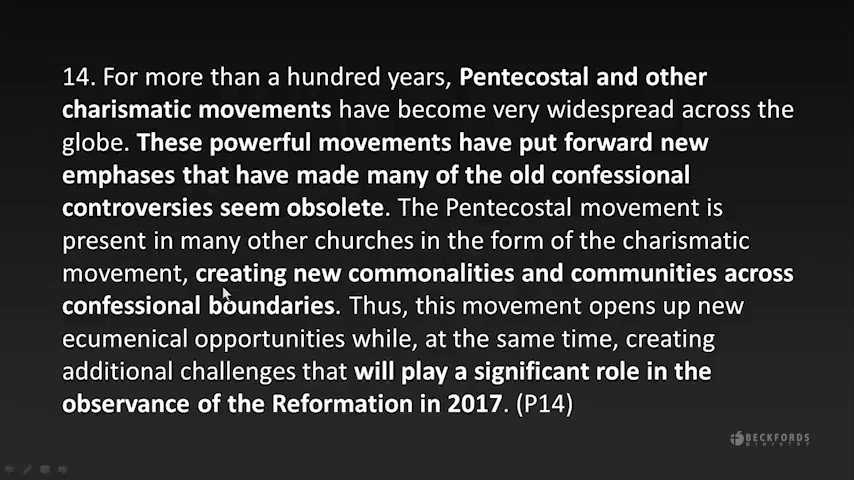 14. For more than a hundred years, Pentecostal and other
charismatic movements have become very widespread across the
globe. These powerful movements have put forward new
emphases that have made many of the old confessional
controversies seem obsolete. The Pentecostal movement is
present in many other churches in the form of the charismatic
movement, creating new commonalities and communities across
confessional boundaries. Thus, this movement opens up new
ecumenical opportunities while, at the same time, creating
additional challenges that will play a significant role in the
observance of the Reformation in 2017. (P14)
BECKFORDS
MINISTRY